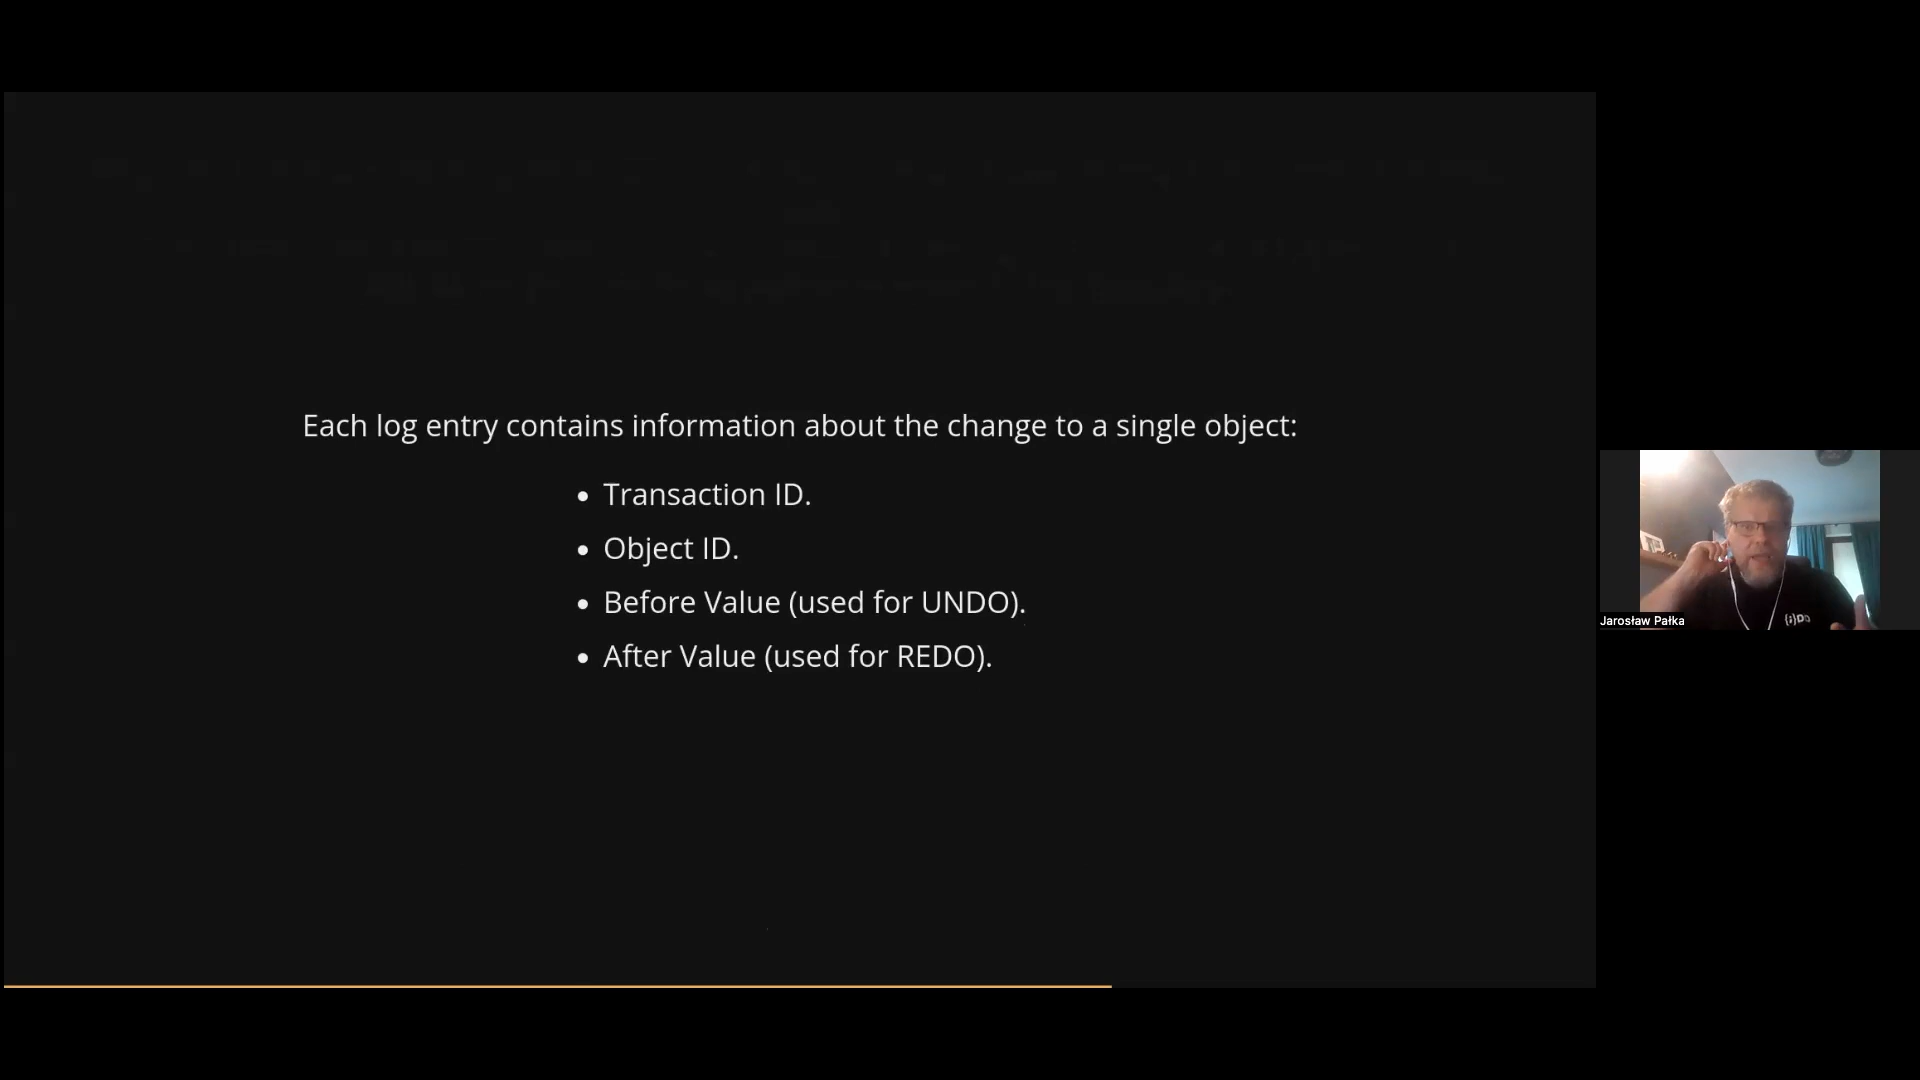 Each log entry contains information about the change to a single object:
Transaction ID.
Object ID.
Before Value (used for UNDO).
After Value (used for REDO).
Jarosław Pałka